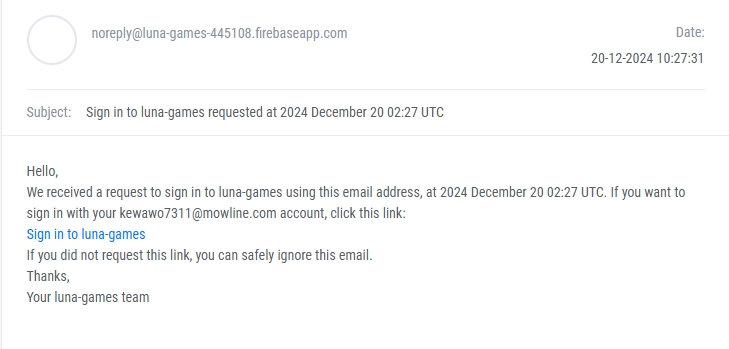 noreply@luna-games-445108.firebaseapp.com
Date:
20-12-2024 10:27:31
Subject: Sign in to luna-games requested at 2024 December 20 02:27 UTC
Hello,
We received a request to sign in to luna-games using this email address, at 2024 December 20 02:27 UTC. If you want to
sign in with your kewawo7311@mowline.com account, click this link:
Sign in to luna-games
If you did not request this link, you can safely ignore this email.
Thanks,
Your luna-games team